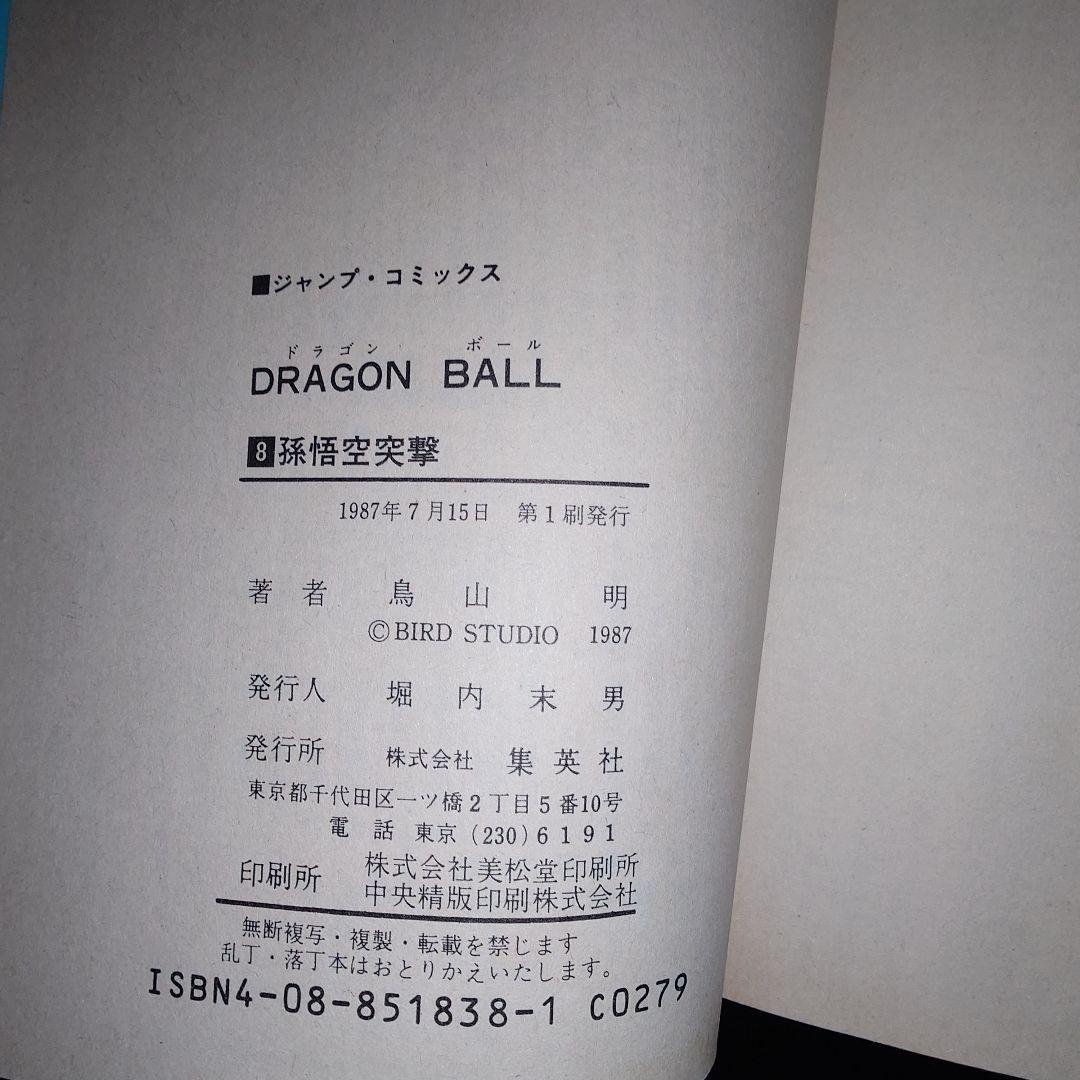 ■ジャンプ・コミックス
ドラゴン ボール
DRAGON BALL
8 孫悟空突撃
1987年7月15日 第1刷発行
著者 鳥山 明
©BIRD STUDIO 1987
発行人 堀内末男
発行所 株式会社 集英社
東京都千代田区一ツ橋2丁目5番10号
電話 東京(230)6191
印刷所 株式会社美松堂印刷所
中央精版印刷株式会社
無断複写・複製・転載を禁じます
乱丁・落丁本はおとりかえいたします。
ISBN4-08-851838-1 C0279